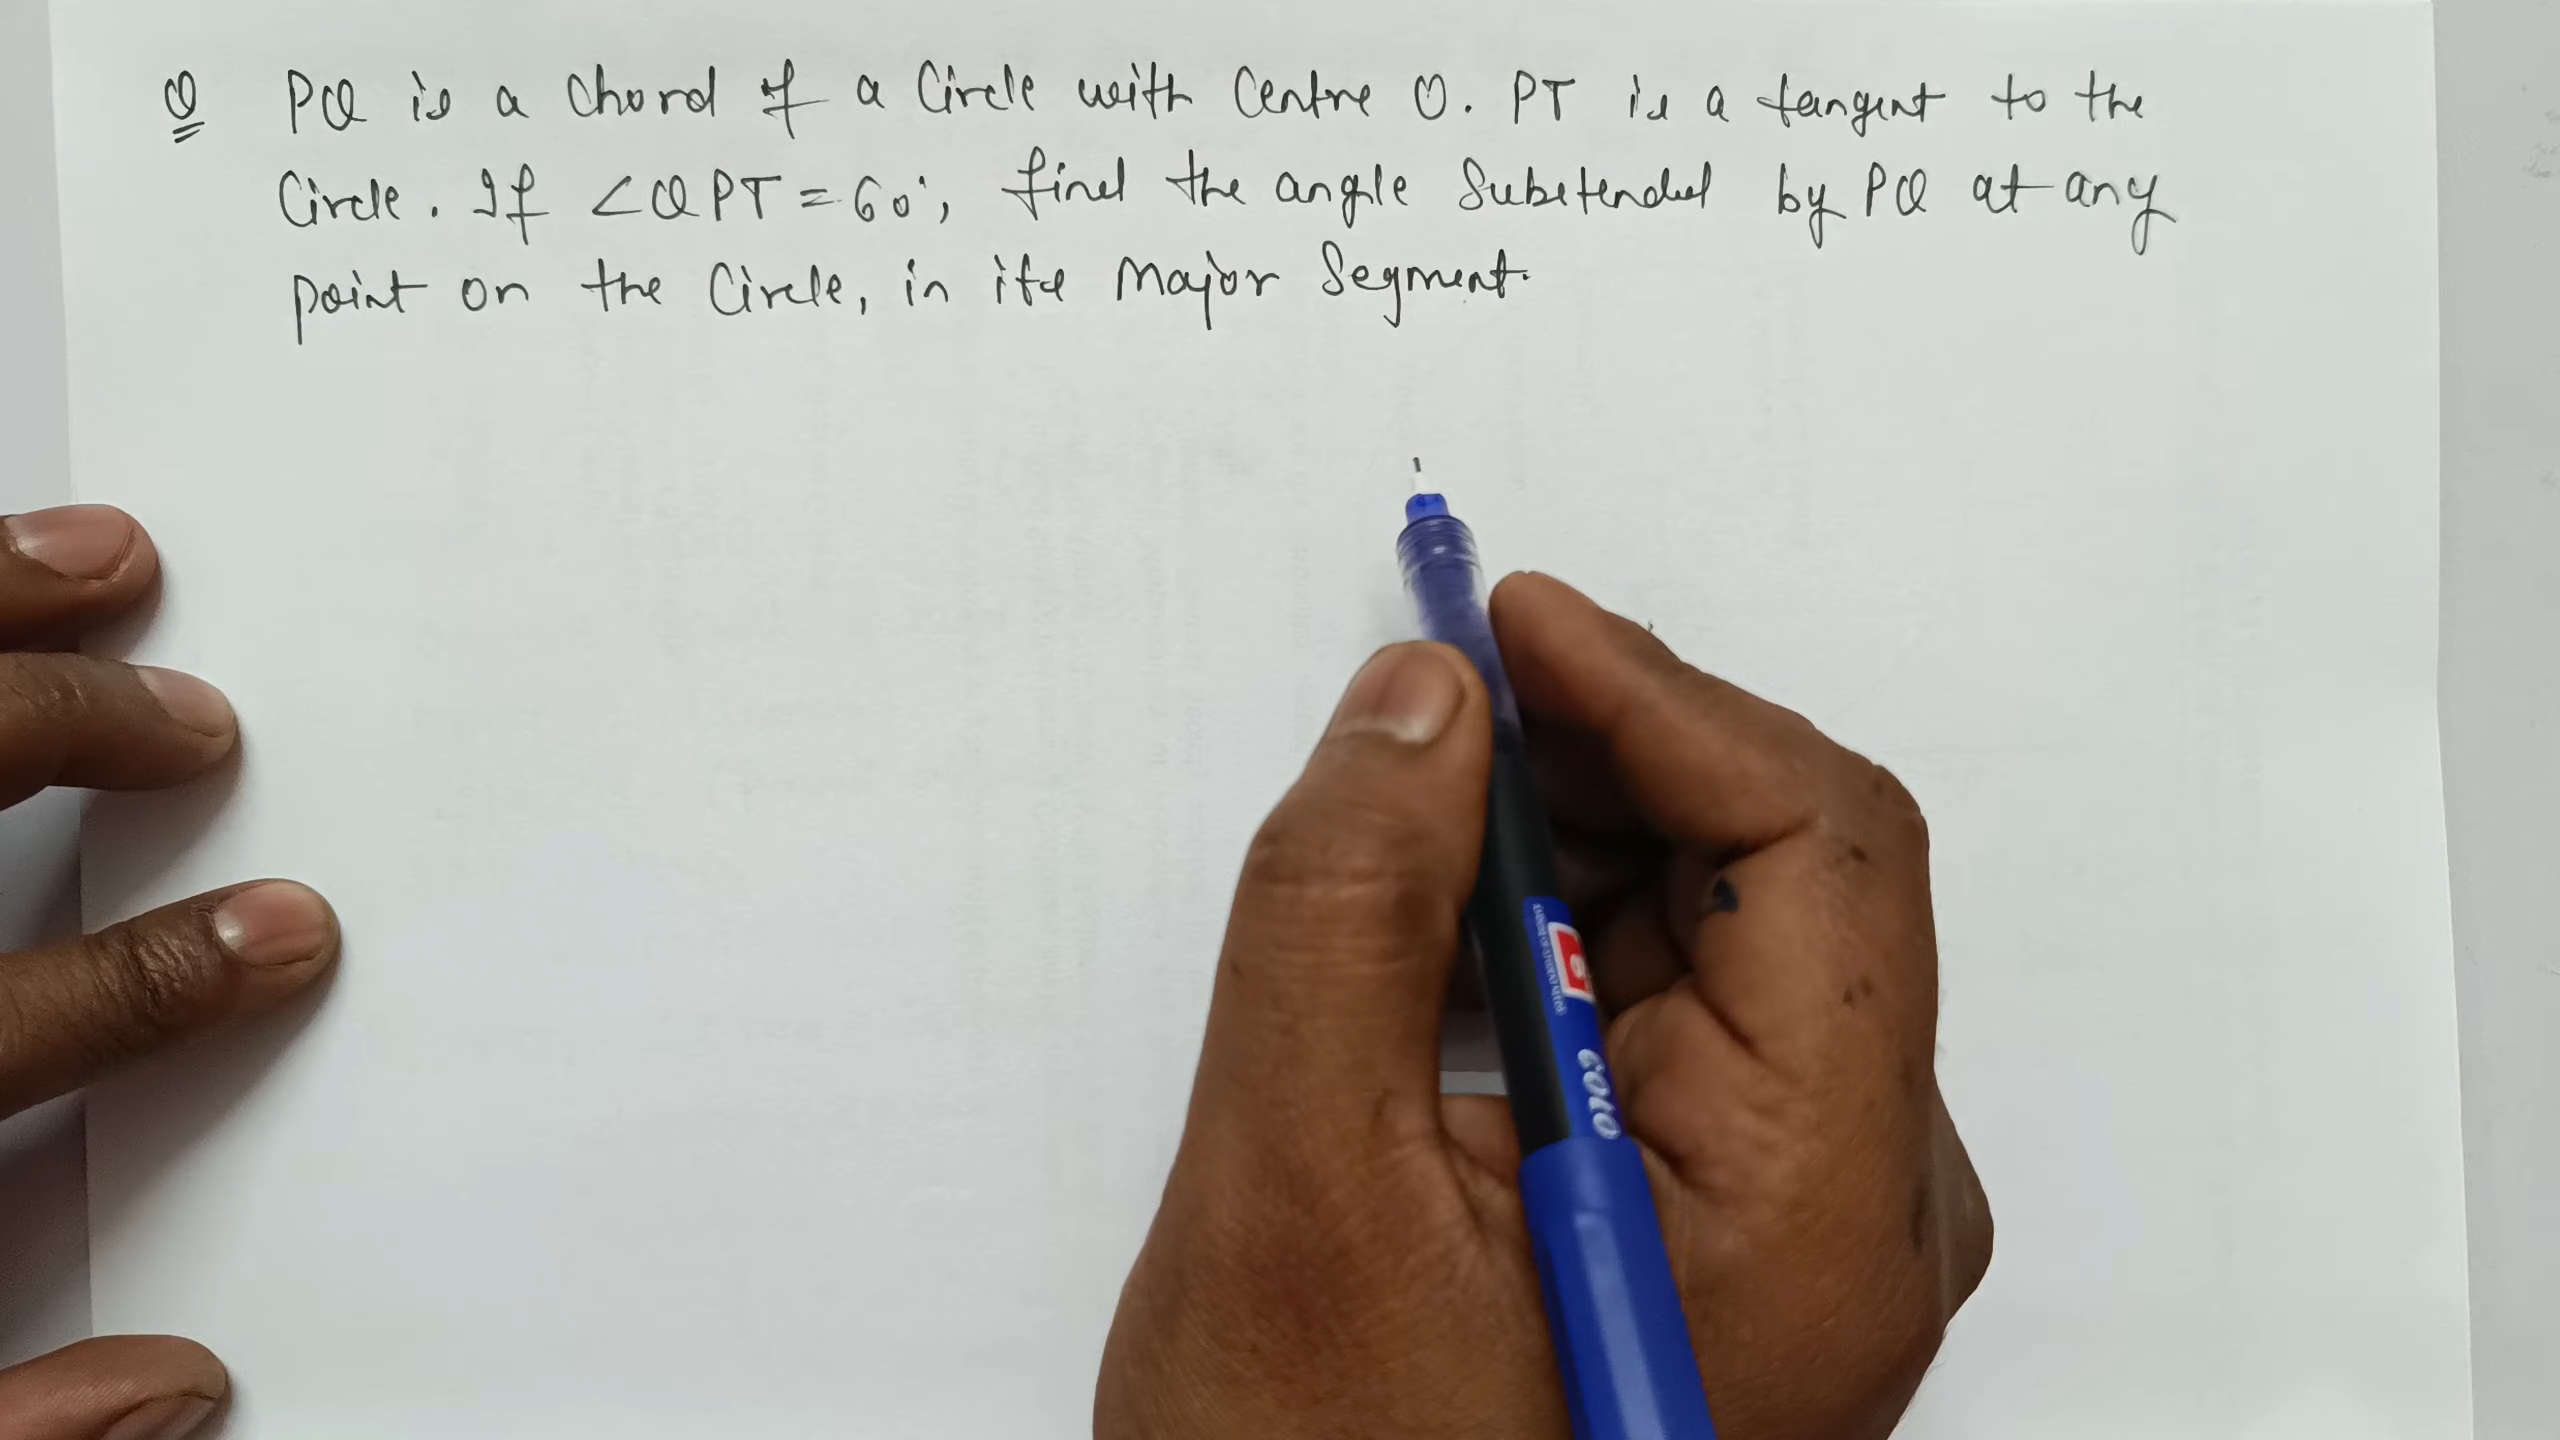 Q PQ is a Chord of a Circle with Centre O. PT is a tangent to the
Circle. If ∠QPT = 60°, find the angle Subtended by PQ at any
point on the Circle, in its Major Segment.
GOLD